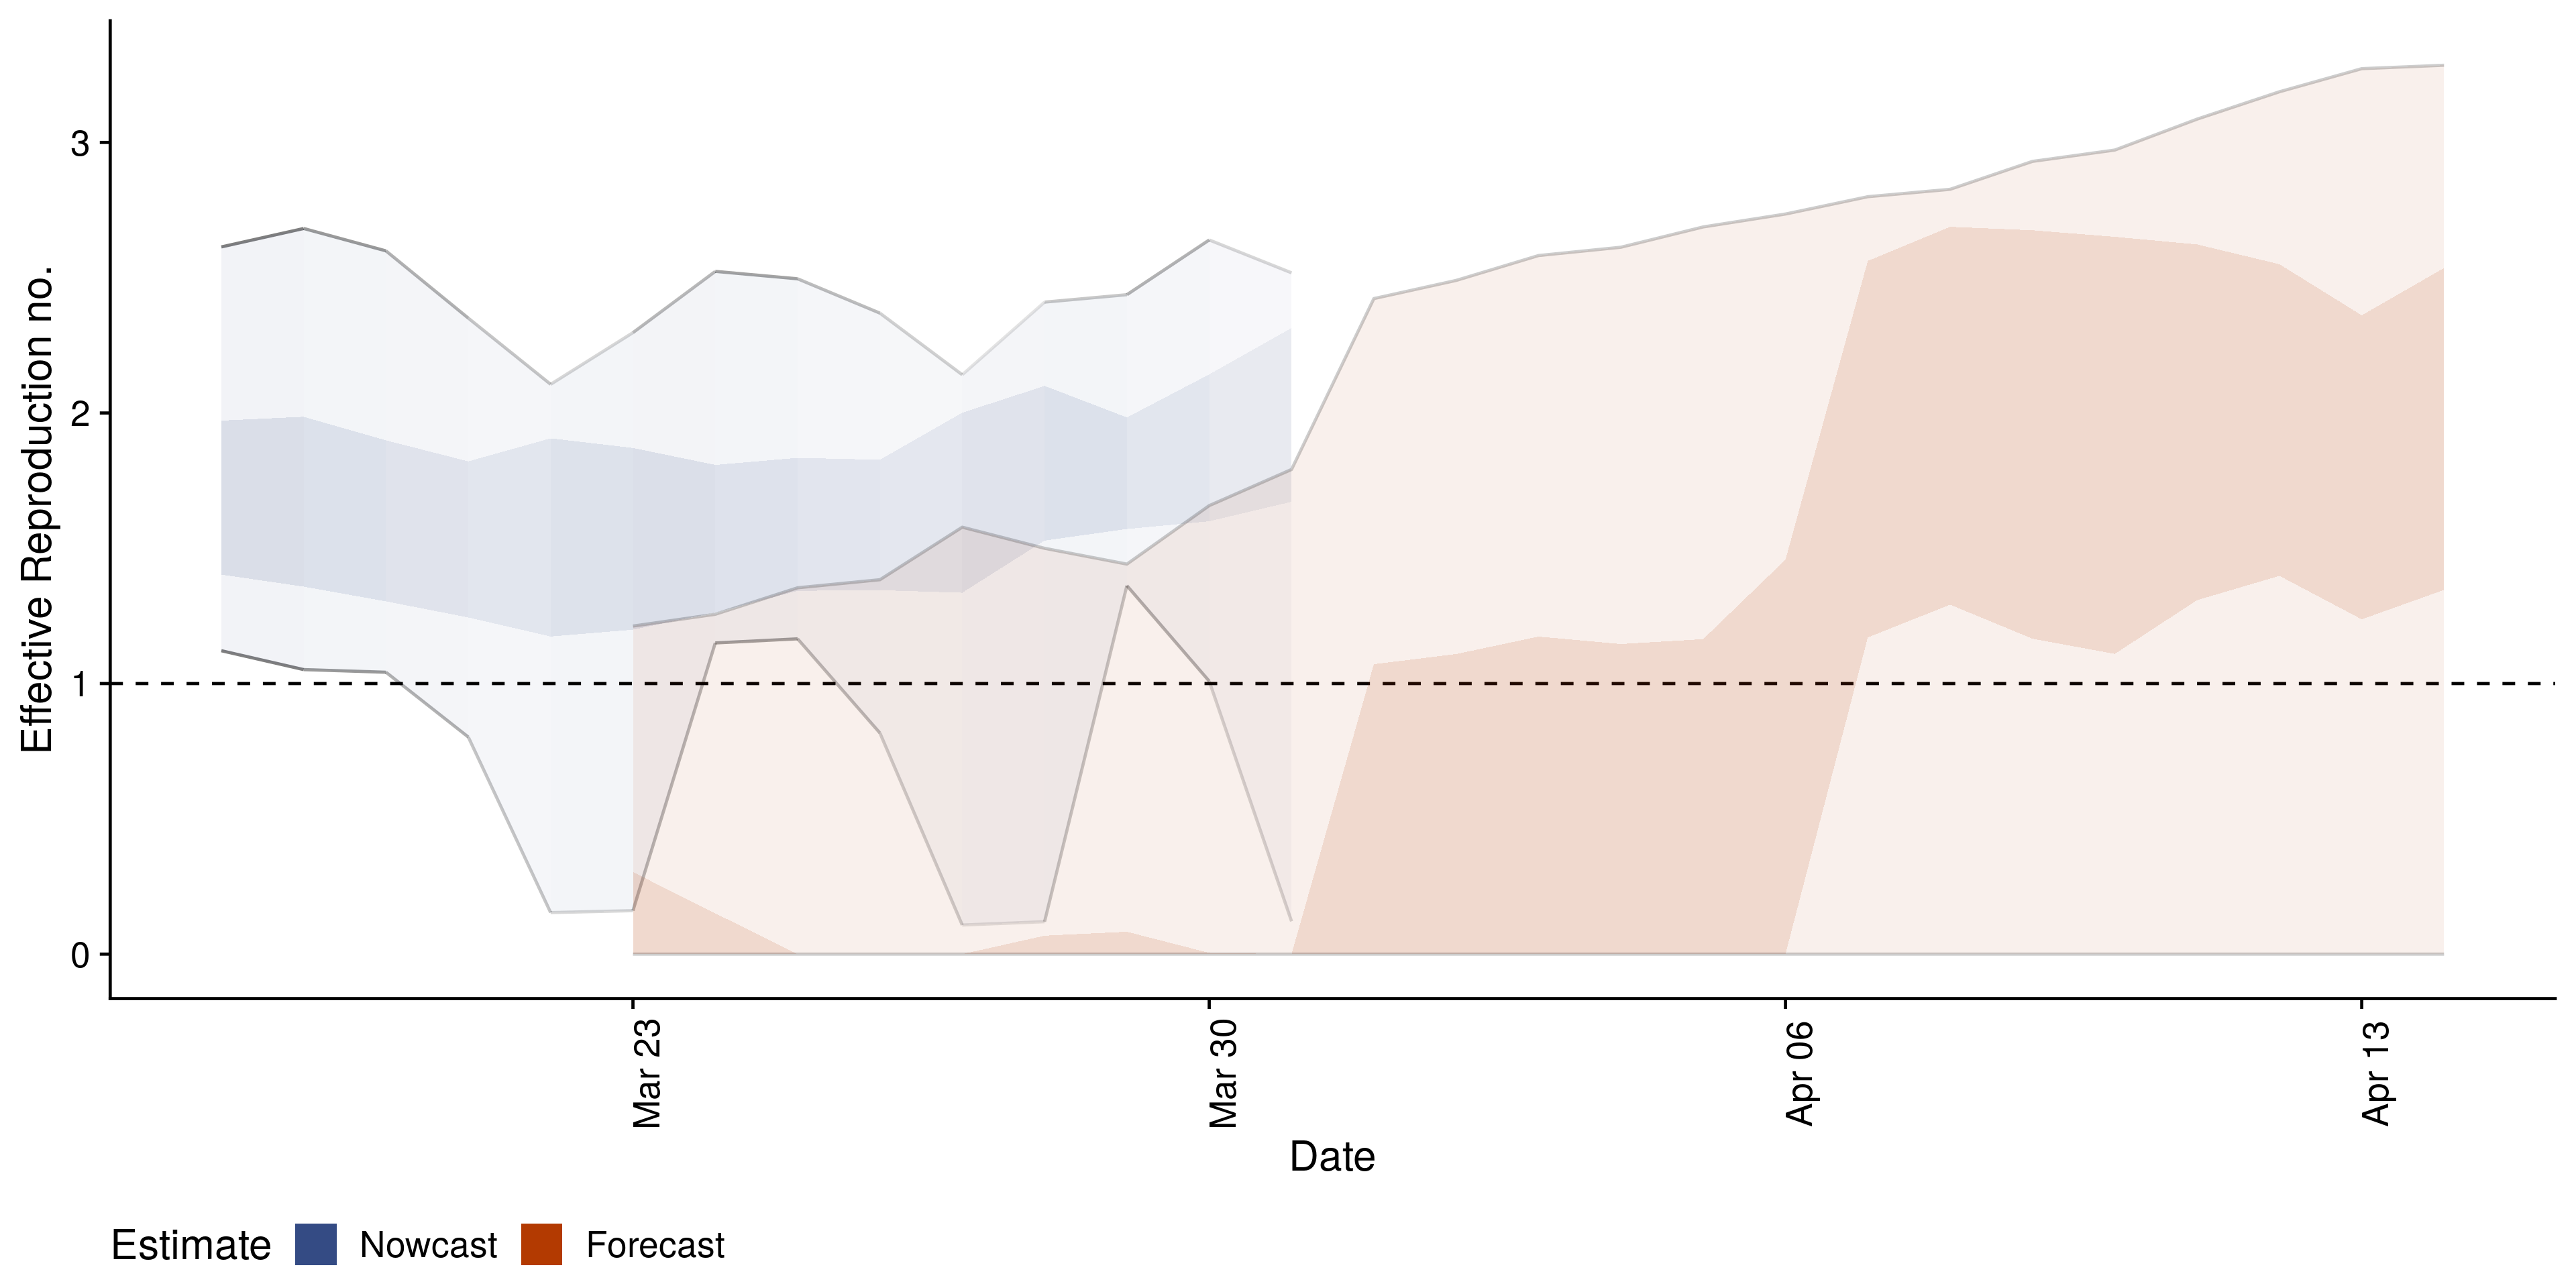 Effective Reproduction no.
3
2
1
0
Mar 23
Mar 30
Apr 06
Apr 13
Date
Estimate Nowcast Forecast